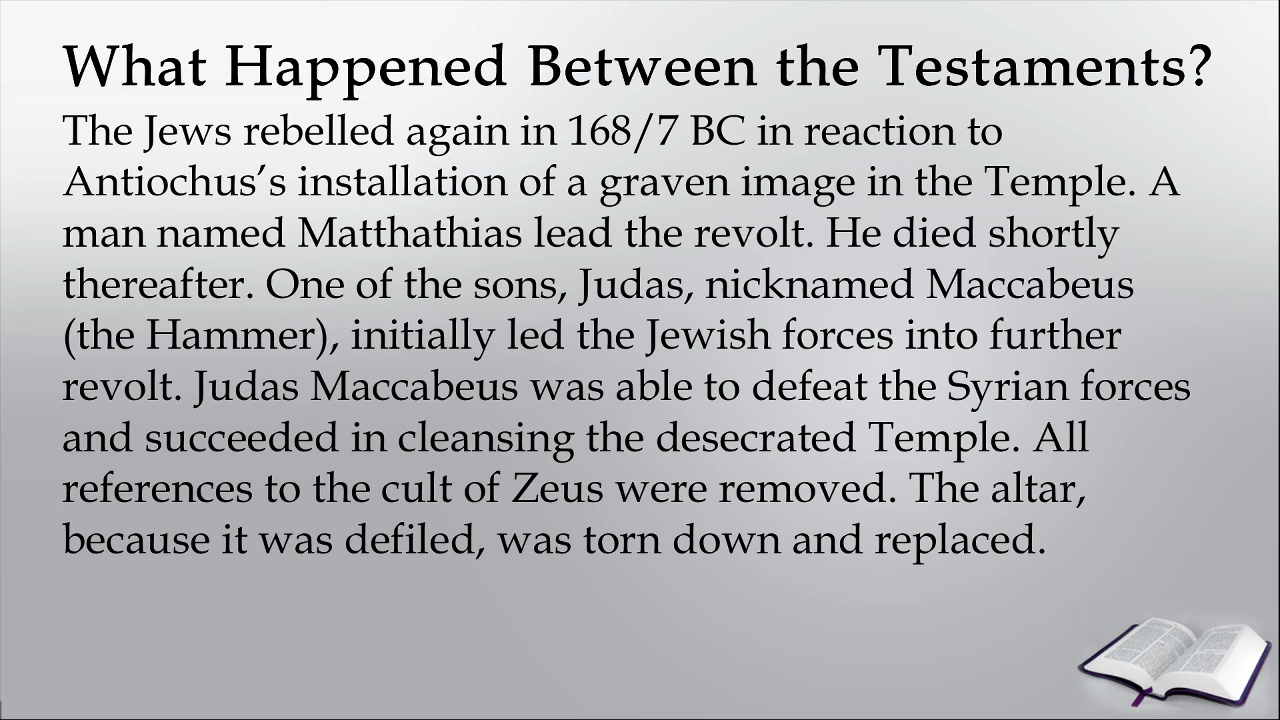 What Happened Between the Testaments?
The Jews rebelled again in 168/7 BC in reaction to
Antiochus’s installation of a graven image in the Temple. A
man named Matthathias lead the revolt. He died shortly
thereafter. One of the sons, Judas, nicknamed Maccabeus
(the Hammer), initially led the Jewish forces into further
revolt. Judas Maccabeus was able to defeat the Syrian forces
and succeeded in cleansing the desecrated Temple. All
references to the cult of Zeus were removed. The altar,
because it was defiled, was torn down and replaced.